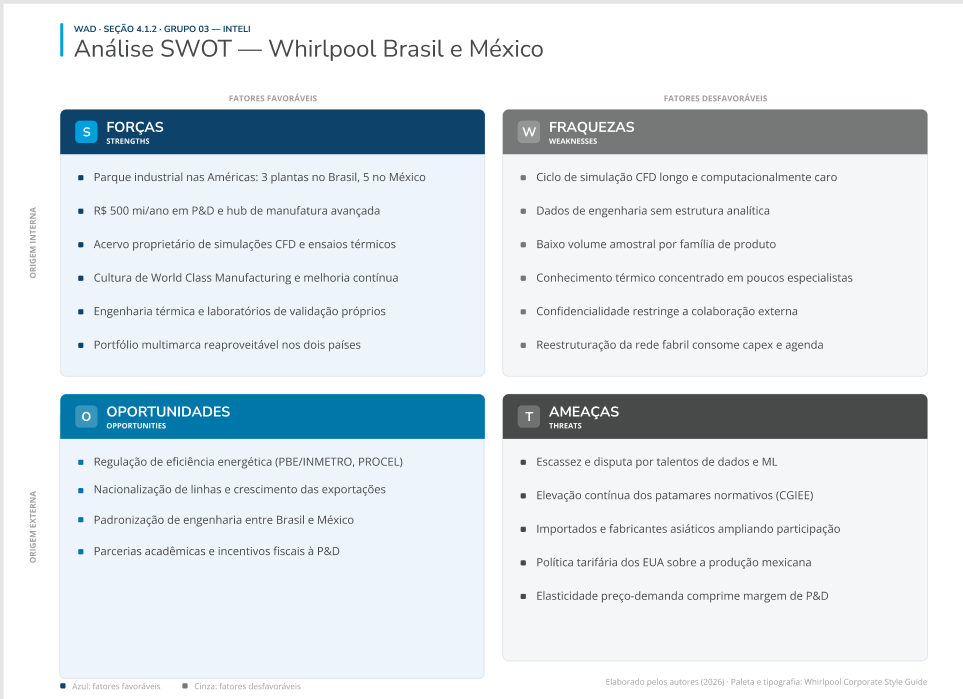 WAD · SEÇÃO 4.1.2 · GRUPO 03 — INTELI
Análise SWOT — Whirlpool Brasil e México
FATORES FAVORÁVEIS
FATORES DESFAVORÁVEIS
ORIGEM INTERNA
S
FORÇAS
STRENGTHS
Parque industrial nas Américas: 3 plantas no Brasil, 5 no México
R$ 500 mi/ano em P&D e hub de manufatura avançada
Acervo proprietário de simulações CFD e ensaios térmicos
Cultura de World Class Manufacturing e melhoria contínua
Engenharia térmica e laboratórios de validação próprios
Portfólio multimarca reaproveitável nos dois países
W
FRAQUEZAS
WEAKNESSES
Ciclo de simulação CFD longo e computacionalmente caro
Dados de engenharia sem estrutura analítica
Baixo volume amostral por família de produto
Conhecimento térmico concentrado em poucos especialistas
Confidencialidade restringe a colaboração externa
Reestruturação da rede fabril consome capex e agenda
ORIGEM EXTERNA
O
OPORTUNIDADES
OPPORTUNITIES
Regulação de eficiência energética (PBE/INMETRO, PROCEL)
Nacionalização de linhas e crescimento das exportações
Padronização de engenharia entre Brasil e México
Parcerias acadêmicas e incentivos fiscais à P&D
T
AMEAÇAS
THREATS
Escassez e disputa por talentos de dados e ML
Elevação contínua dos patamares normativos (CGIEE)
Importados e fabricantes asiáticos ampliando participação
Política tarifária dos EUA sobre a produção mexicana
Elasticidade preço-demanda comprime margem de P&D
Azul: fatores favoráveis
Cinza: fatores desfavoráveis
Elaborado pelos autores (2026) · Paleta e tipografia: Whirlpool Corporate Style Guide